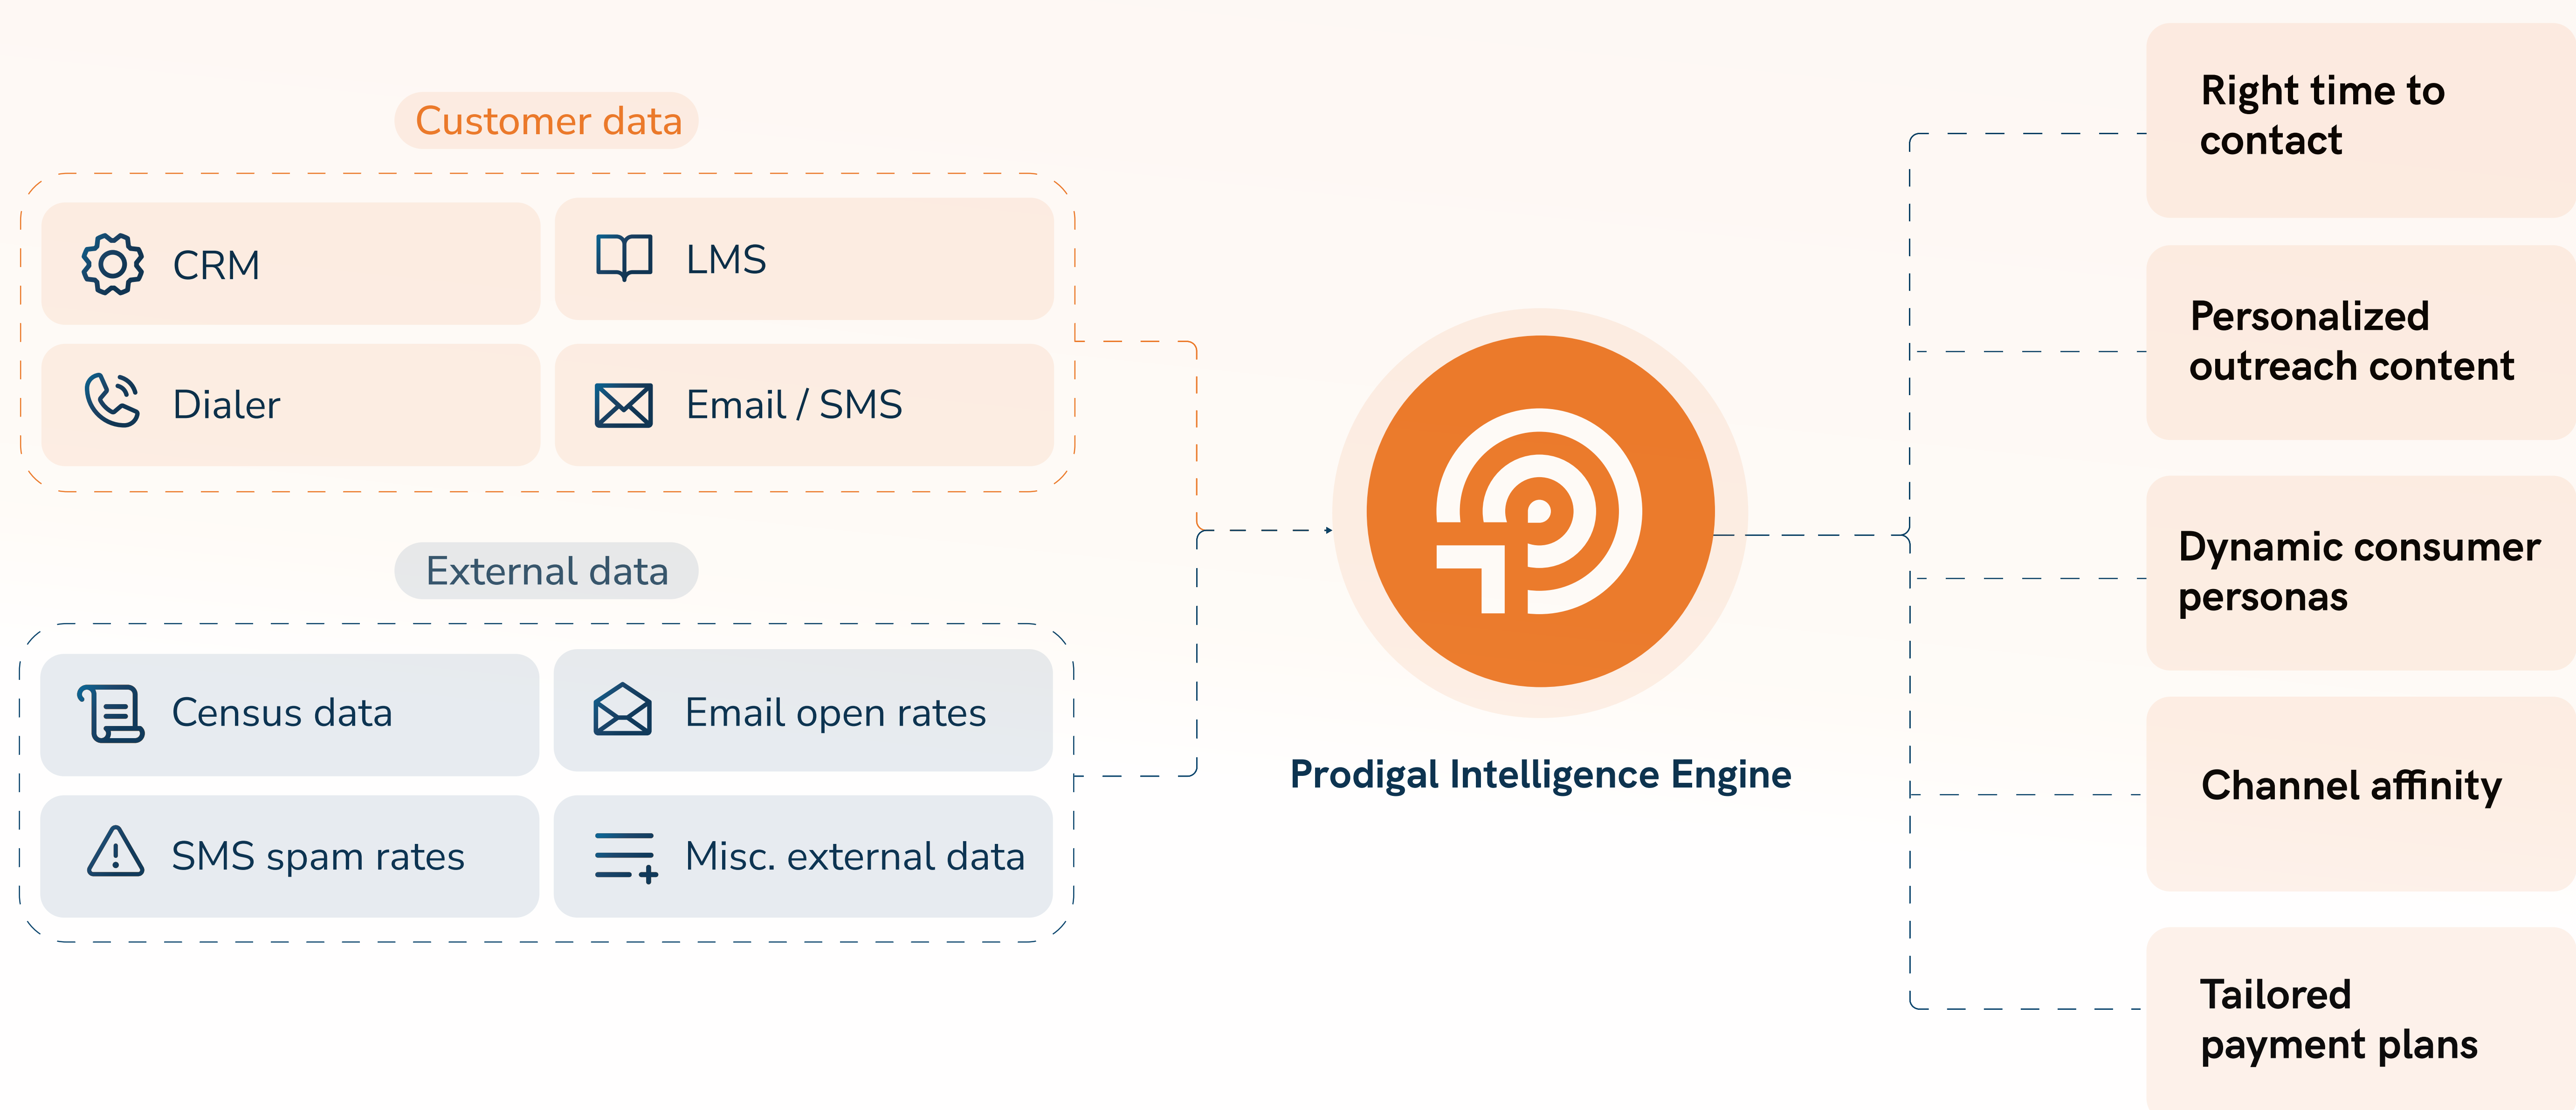 Customer data
CRM
LMS
Dialer
Email / SMS
External data
Census data
Email open rates
SMS spam rates
Misc. external data
Prodigal Intelligence Engine
Right time to
contact
Personalized
outreach content
Dynamic consumer
personas
Channel affinity
Tailored
payment plans